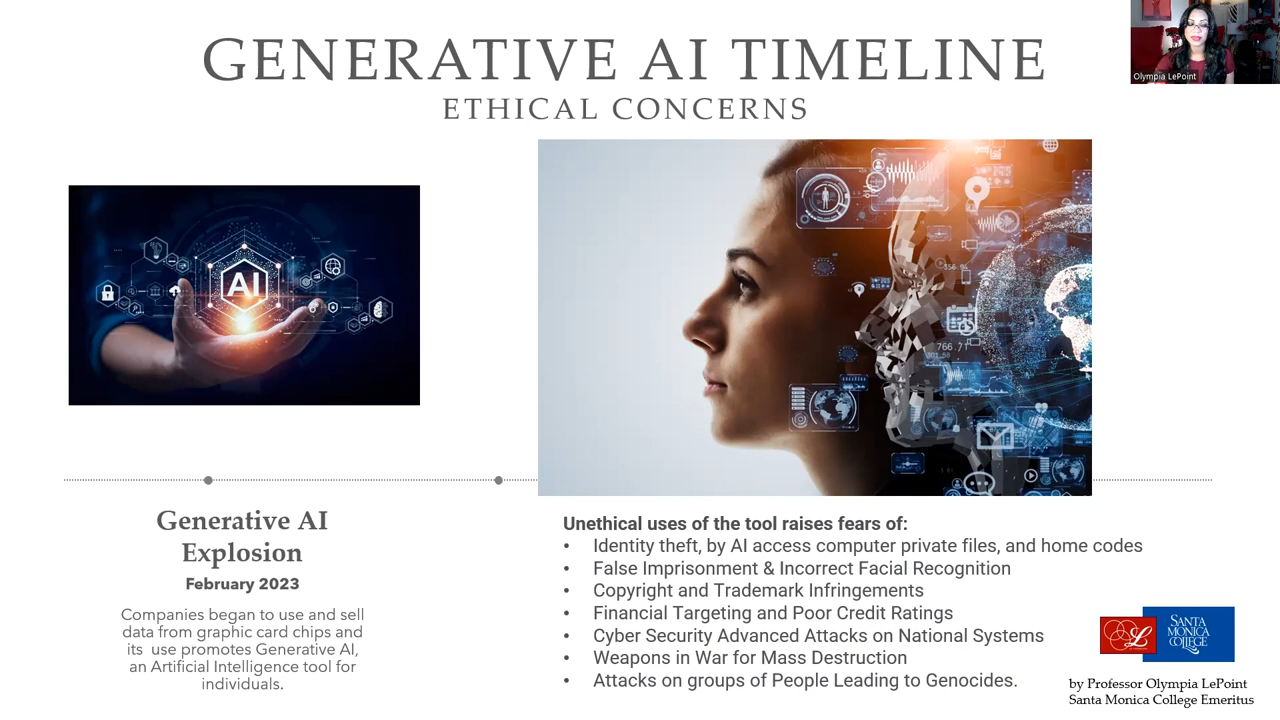 GENERATIVE AI TIMELINE
ETHICAL CONCERNS
Olympia LePoint
AI
766.71
Generative AI
Explosion
February 2023
Companies began to use and sell
data from graphic card chips and
its use promotes Generative AI,
an Artificial Intelligence tool for
individuals.
Unethical uses of the tool raises fears of:
• Identity theft, by AI access computer private files, and home codes
• False Imprisonment & Incorrect Facial Recognition
• Copyright and Trademark Infringements
• Financial Targeting and Poor Credit Ratings
• Cyber Security Advanced Attacks on National Systems
• Weapons in War for Mass Destruction
• Attacks on groups of People Leading to Genocides.
L
SANTA
MONICA
COLLEGE
by Professor Olympia LePoint
Santa Monica College Emeritus